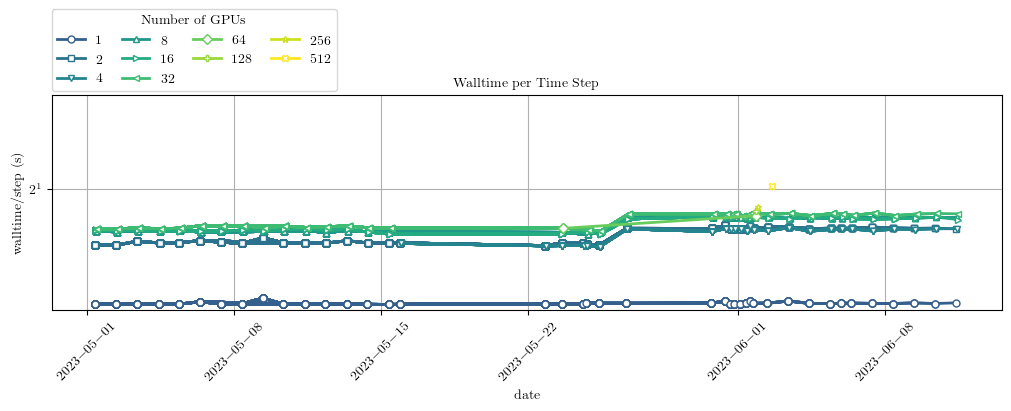 Number of GPUs
1 8 64 256
2 16 128 512
4 32
Walltime per Time Step
walltime/step (s)
2^1
2023−05−01 2023−05−08 2023−05−15 2023−05−22 2023−06−01 2023−06−08
date